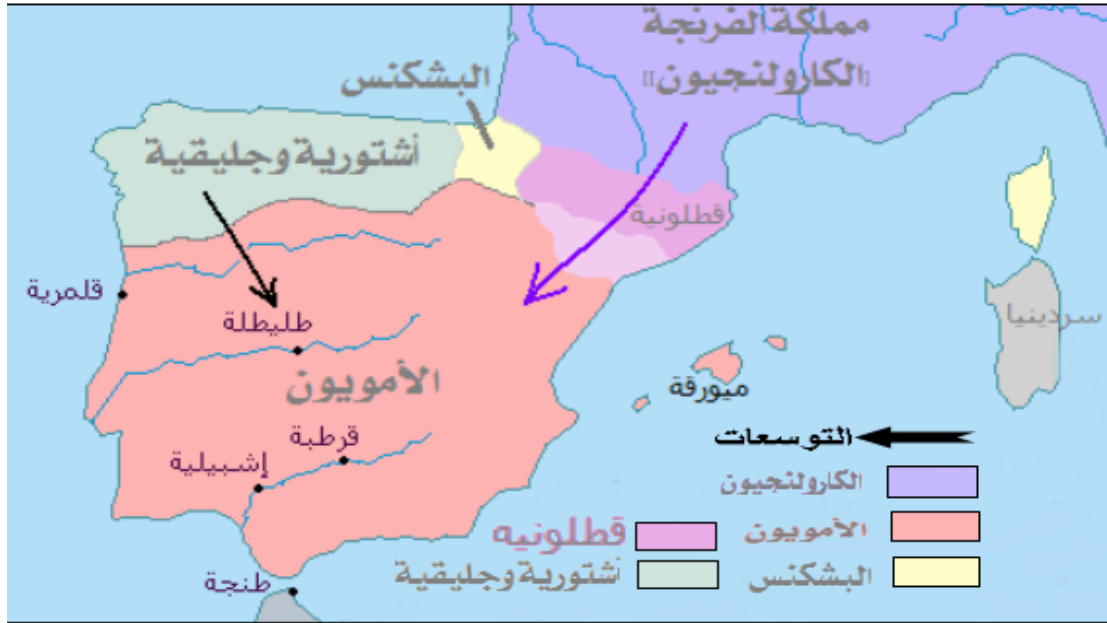 مملكة الفرنجة
[الكارولنجيون]]
البشكنس
أشتورية وجليقية
قطلونية
قلمرية
طليطلة
سردينيا
الأمويون
ميورقة
قرطبة
إشبيلية
طنجة
التوسعات
الكارولنجيون
الأمويون
قطلونيه
البشكنس
أشتورية وجليقية